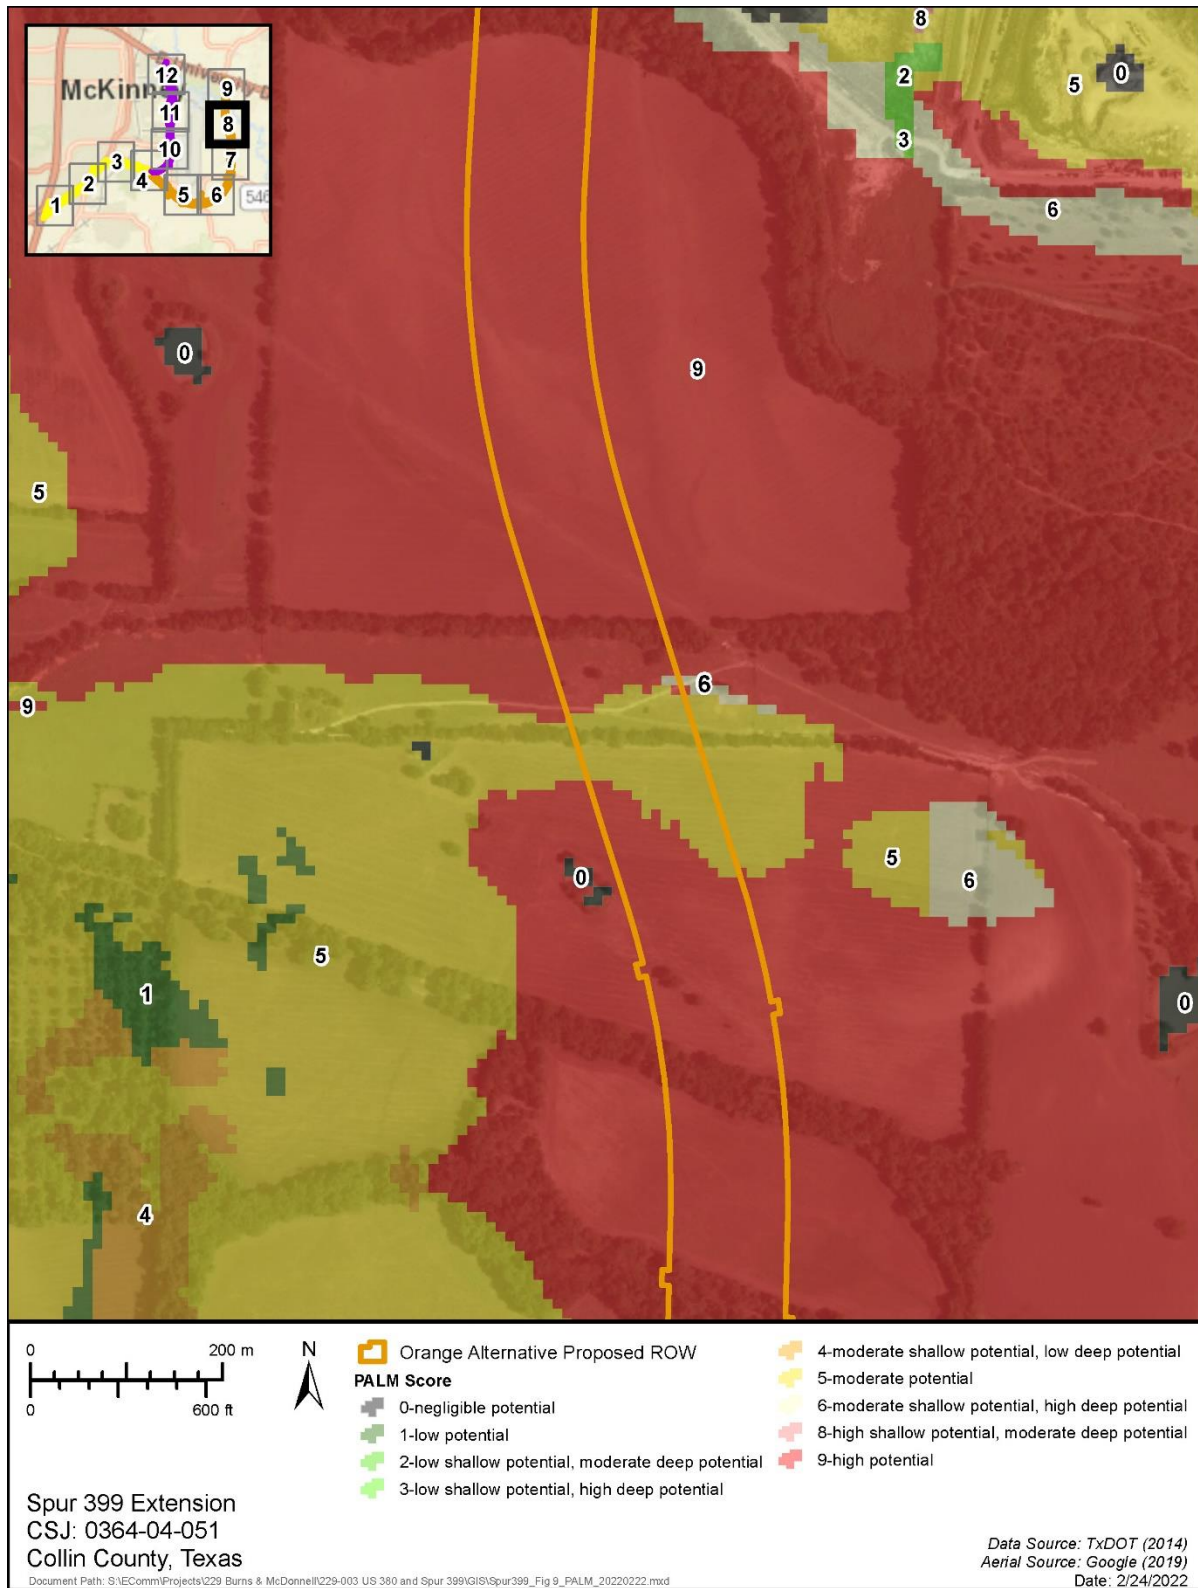 McKinn
University D
12
11
10
9
8
7
3
4
2
5
6
1
546
8
2
5
0
3
6
0
9
5
6
9
5
0
6
5
1
0
4
0
200 m
0
600 ft
N
Orange Alternative Proposed ROW
PALM Score
0-negligible potential
1-low potential
2-low shallow potential, moderate deep potential
3-low shallow potential, high deep potential
4-moderate shallow potential, low deep potential
5-moderate potential
6-moderate shallow potential, high deep potential
8-high shallow potential, moderate deep potential
9-high potential
Spur 399 Extension
CSJ: 0364-04-051
Collin County, Texas
Data Source: TxDOT (2014)
Aerial Source: Google (2019)
Date: 2/24/2022
Document Path: S:\EComm\Projects\229 Burns & McDonnell\229-003 US 380 and Spur 399\GIS\Spur399_Fig 9_PALM_20220222.mxd